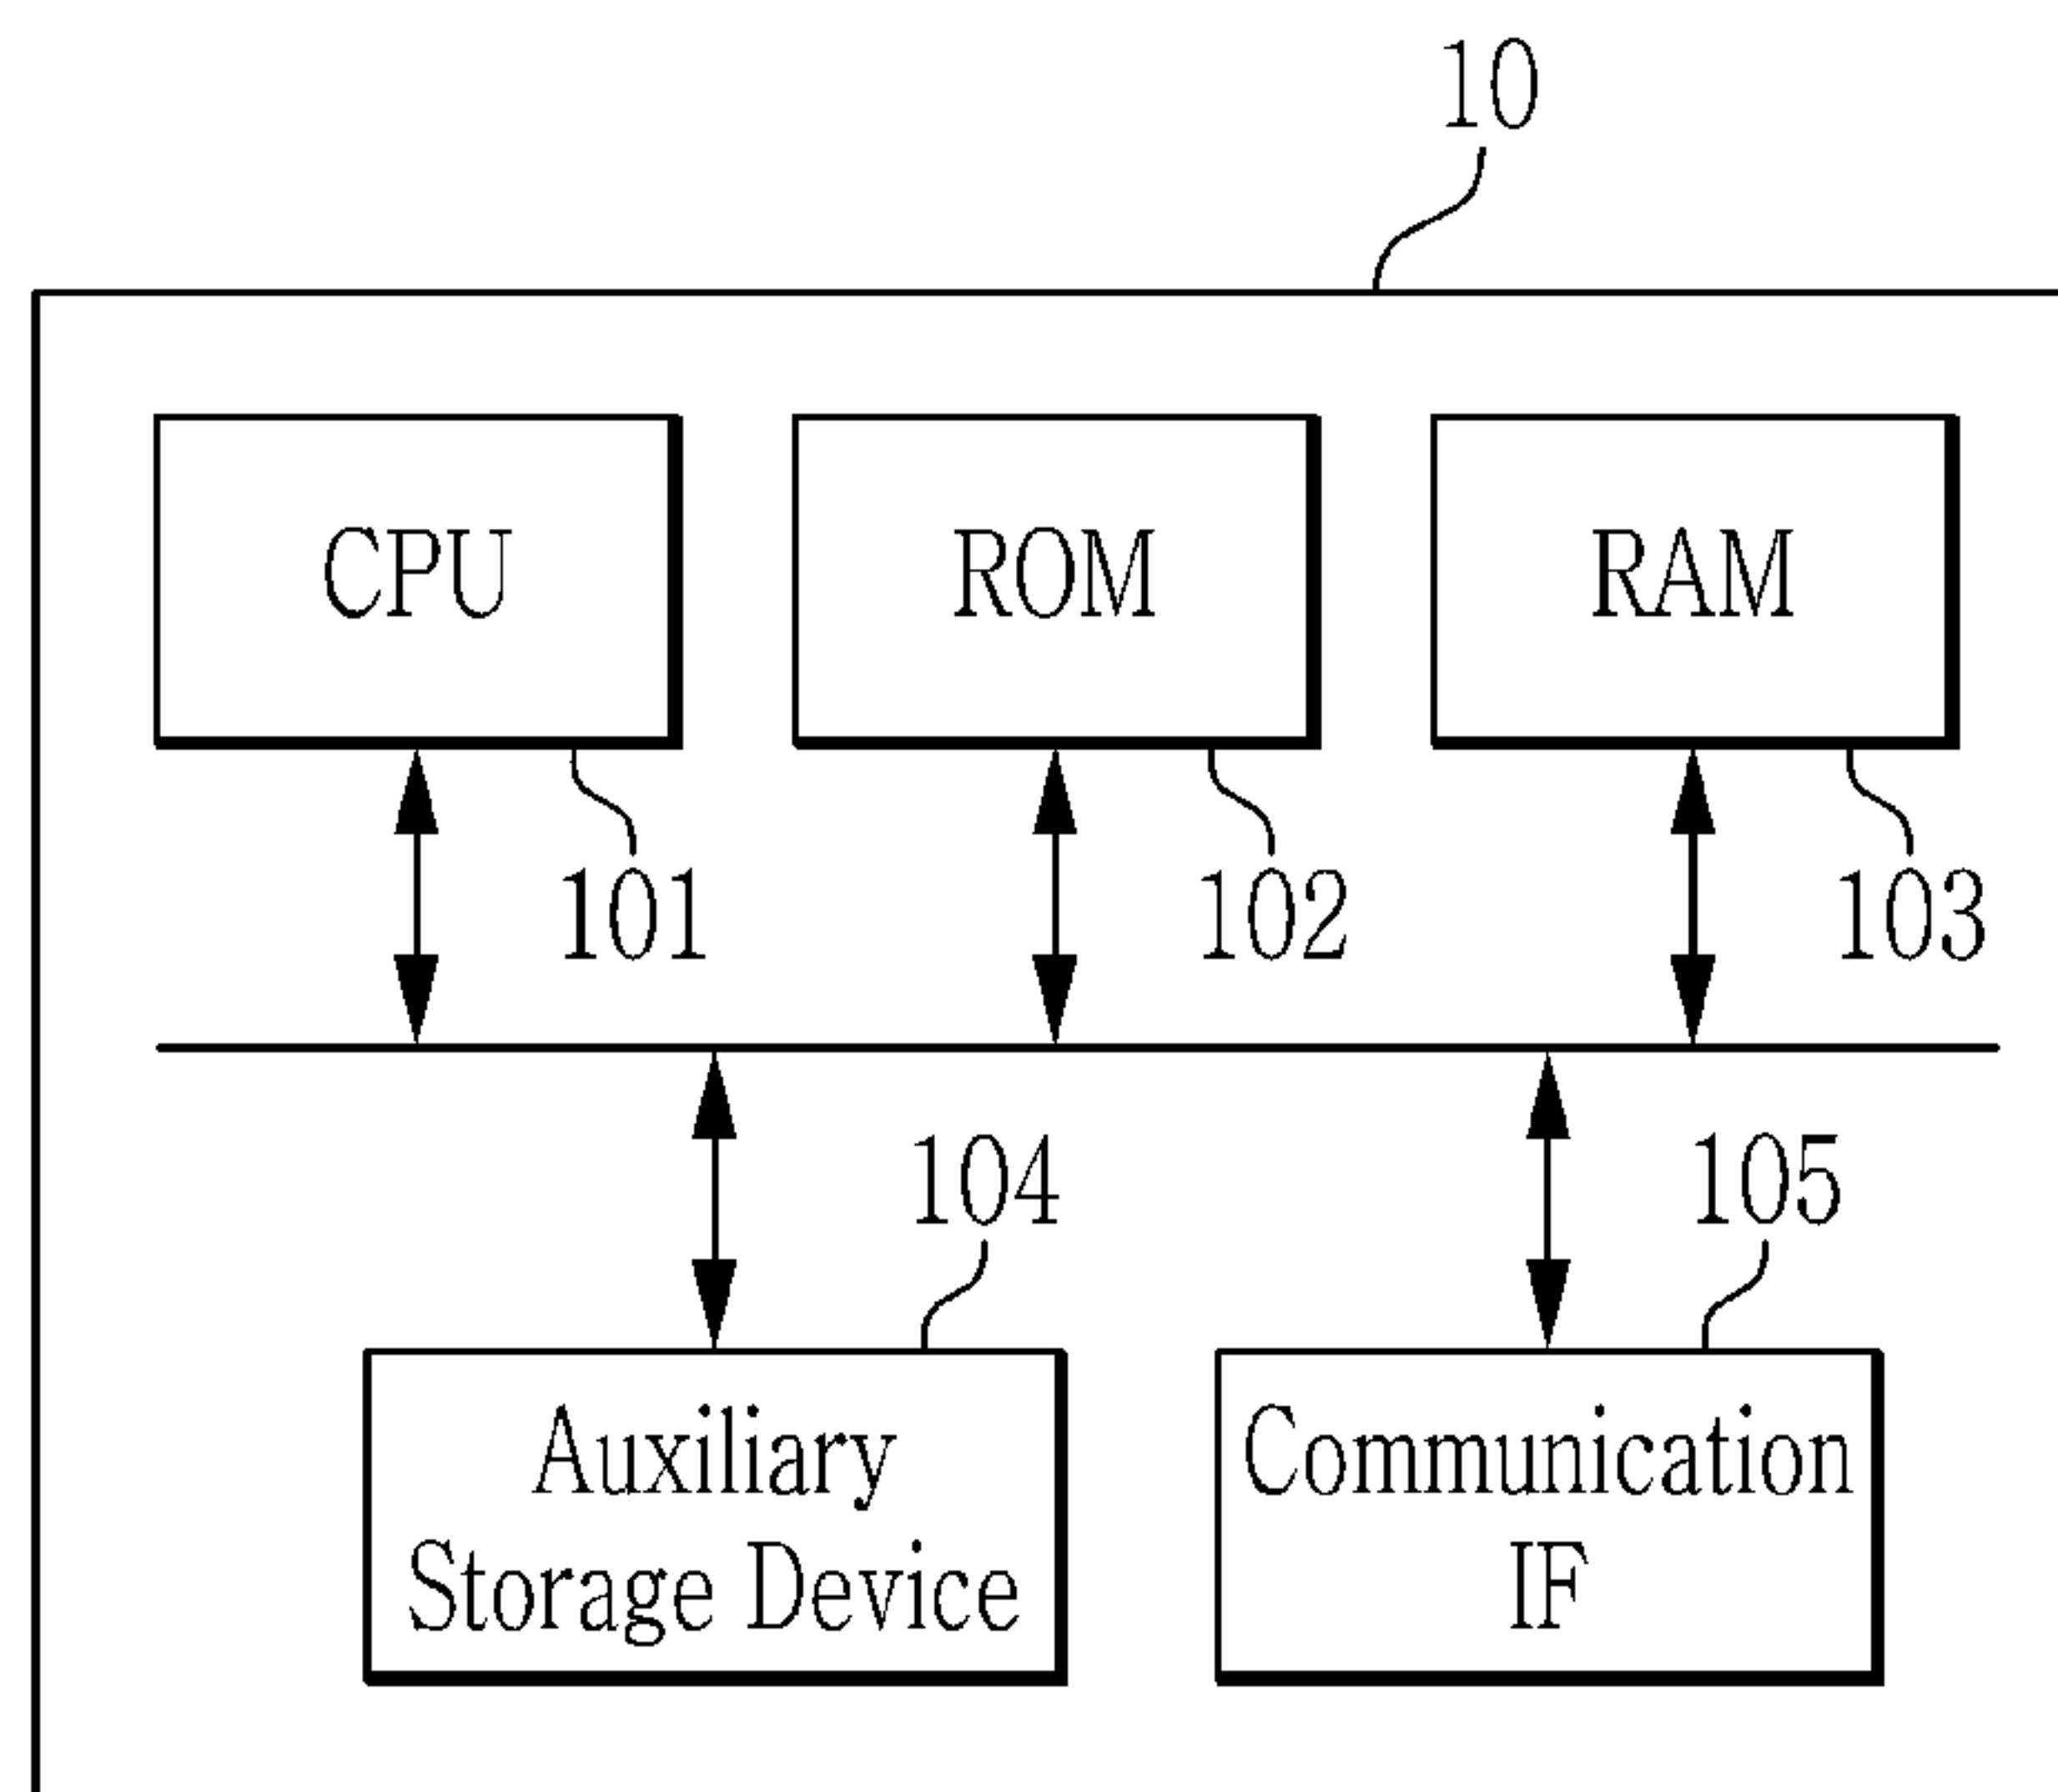 10
CPU
ROM
RAM
101
102
103
104
105
Auxiliary
Storage Device
Communication
IF